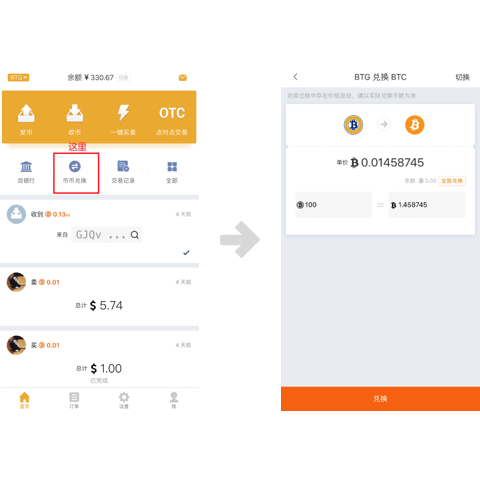 BTG
余额 ¥ 330.67 切换
发币
收币
一键买卖
OTC
点对点交易
这里
币币兑换
交易记录
全部
收到 0.13
4 天前
来自 GJQv ...
卖 0.01
4 天前
总计 $ 5.74
买 0.01
4 天前
总计 $ 1.00
已完成
首页
订单
设置
我
BTG 兑换 BTC
切换
兑换过程中存在价格波动，请以实际兑换币数为准
单价 0.01458745
余额: 0.00 全部兑换
100 = 1.458745
兑换